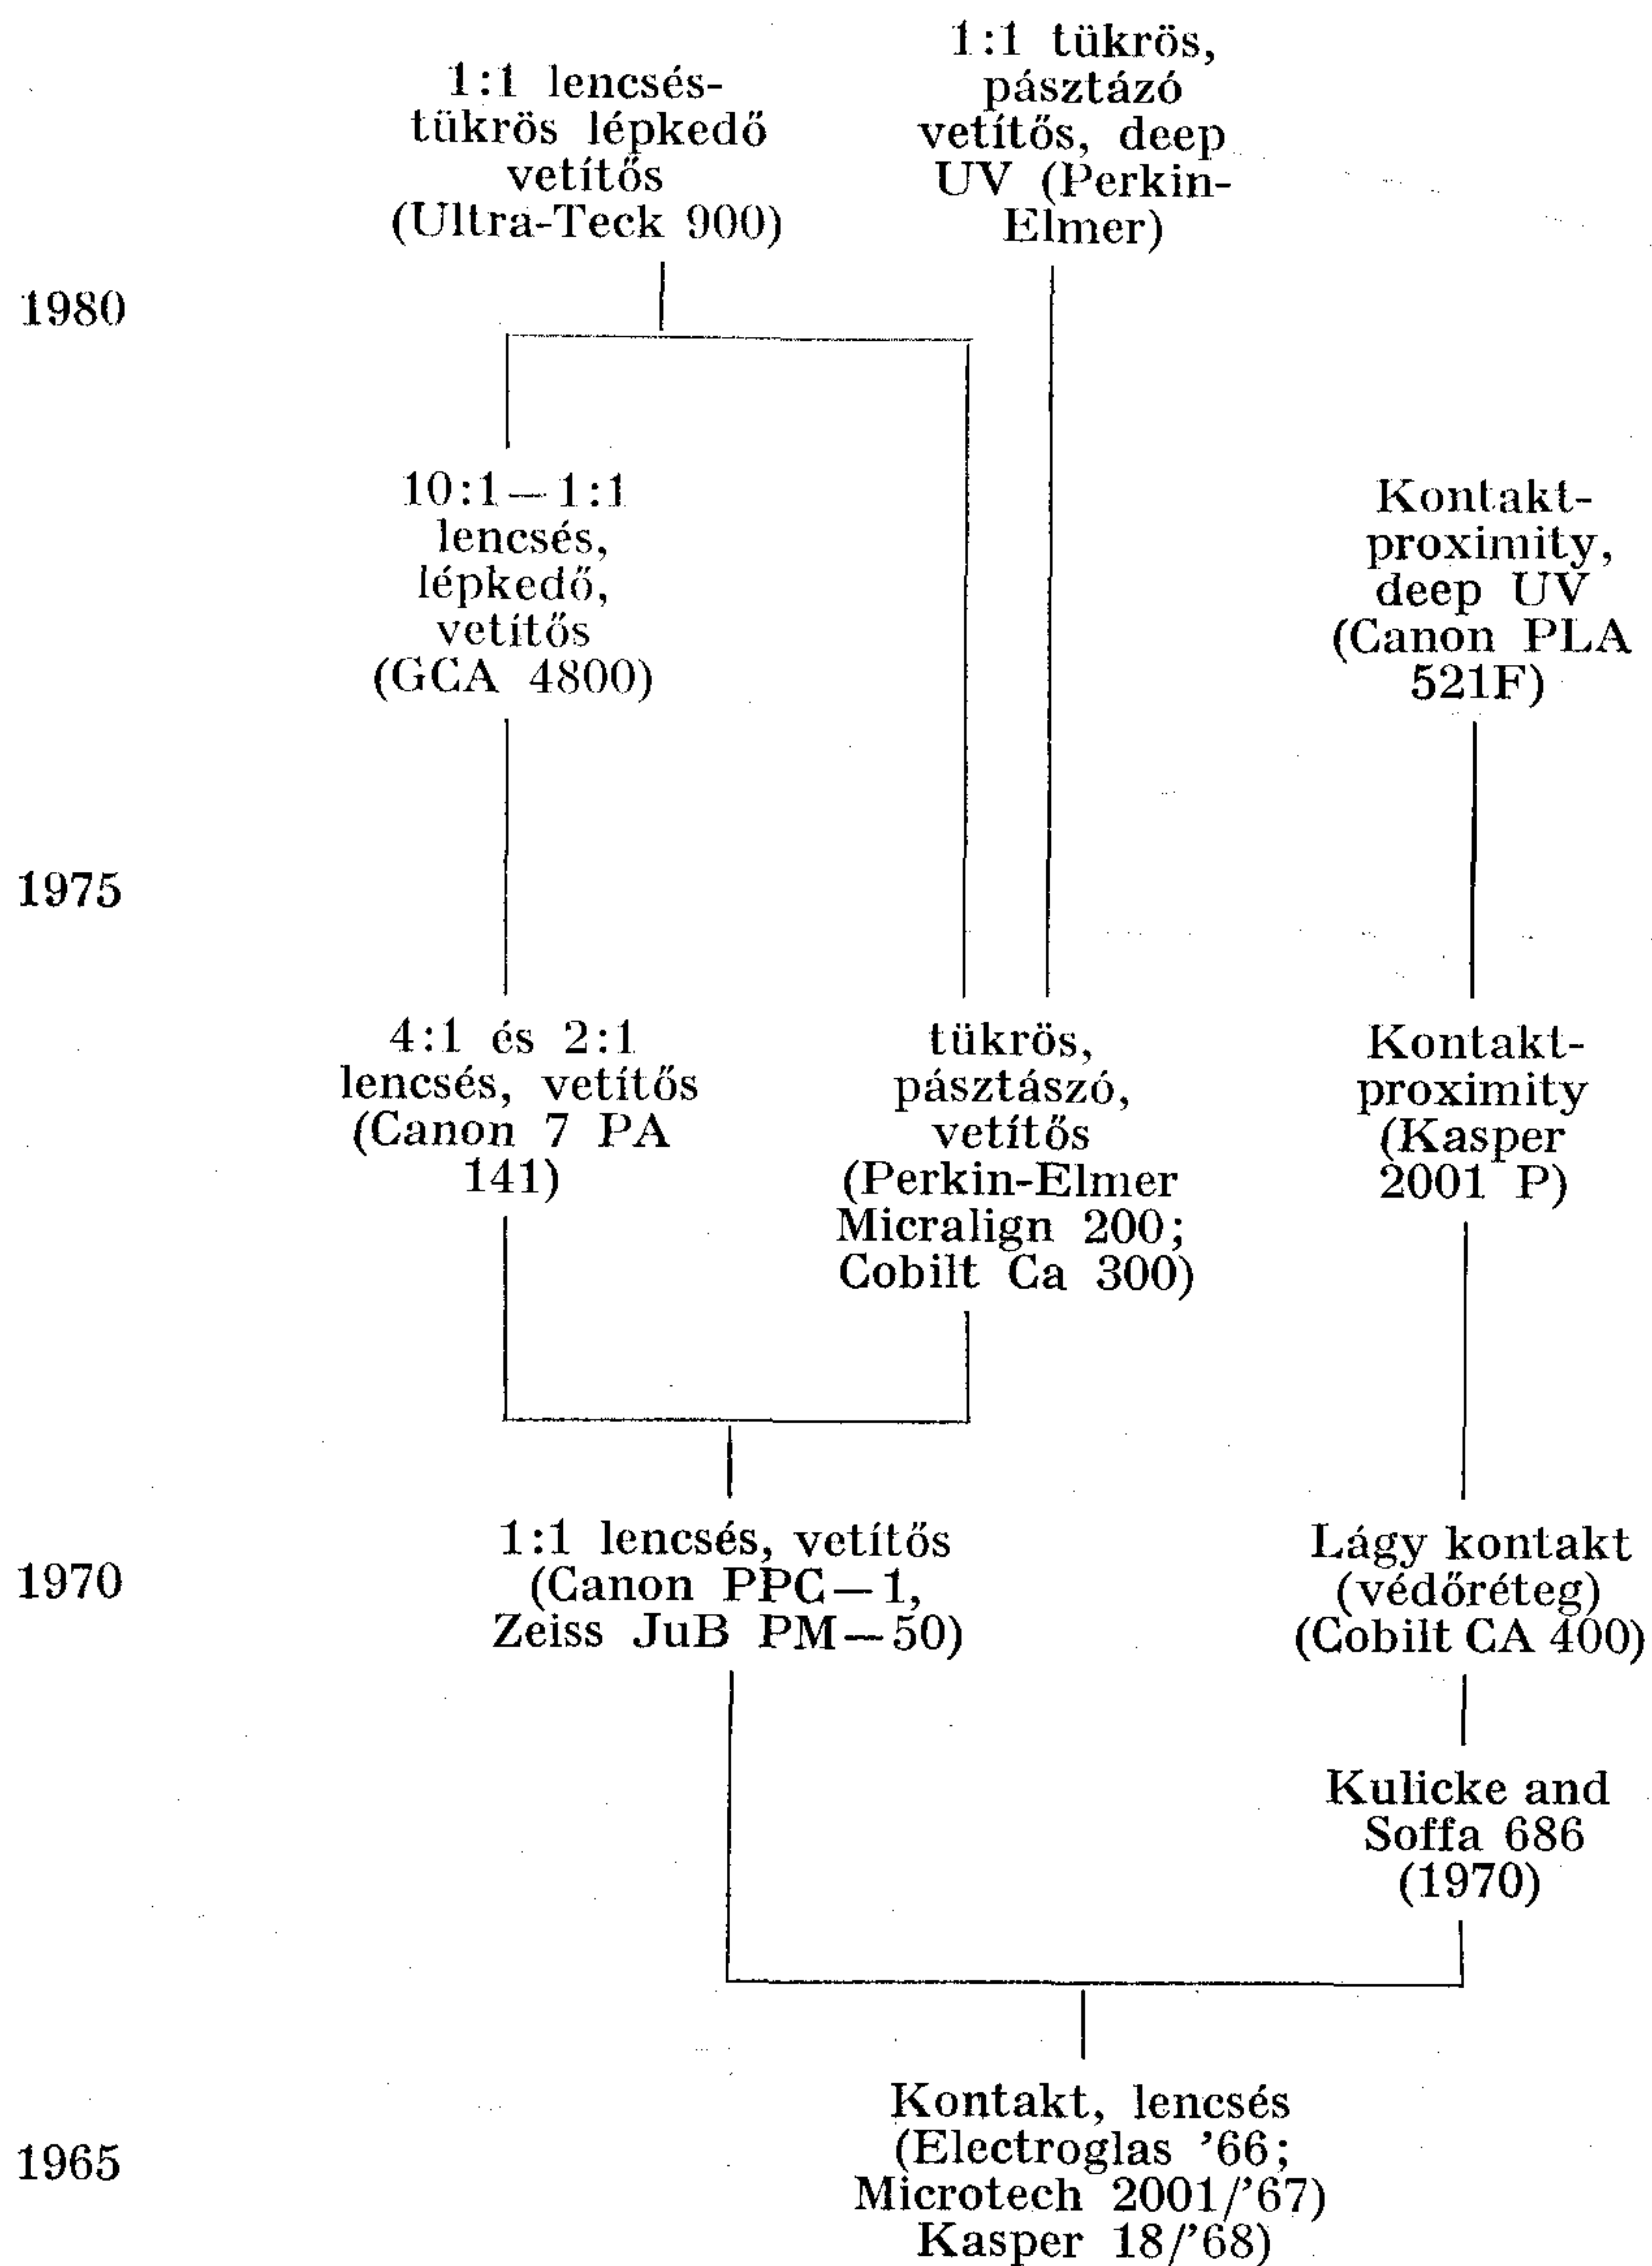 1:1 lencsés-
tükrös lépkedő
vetítős
(Ultra-Teck 900)
1:1 tükrös,
pásztázó
vetítős, deep
UV (Perkin-
Elmer)
1980
10:1—1:1
lencsés,
lépkedő,
vetítős
(GCA 4800)
Kontakt-
proximity,
deep UV
(Canon PLA
521F)
1975
4:1 és 2:1
lencsés, vetítős
(Canon 7 PA
141)
tükrös,
pásztászó,
vetítős
(Perkin-Elmer
Micralign 200;
Cobilt Ca 300)
Kontakt-
proximity
(Kasper
2001 P)
1970
1:1 lencsés, vetítős
(Canon PPC—1,
Zeiss JuB PM—50)
Lágy kontakt
(védőréteg)
(Cobilt CA 400)
Kulicke and
Soffa 686
(1970)
1965
Kontakt, lencsés
(Electroglas ’66;
Microtech 2001/’67)
Kasper 18/’68)